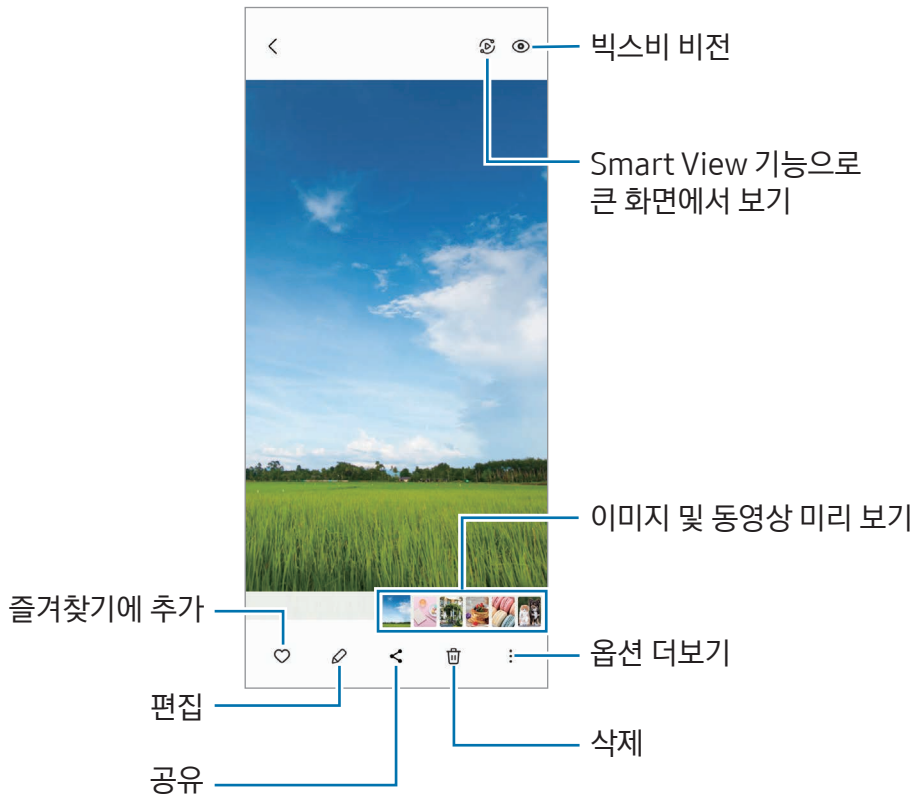 빅스비 비전
Smart View 기능으로
큰 화면에서 보기
이미지 및 동영상 미리 보기
즐겨찾기에 추가
옵션 더보기
편집
삭제
공유